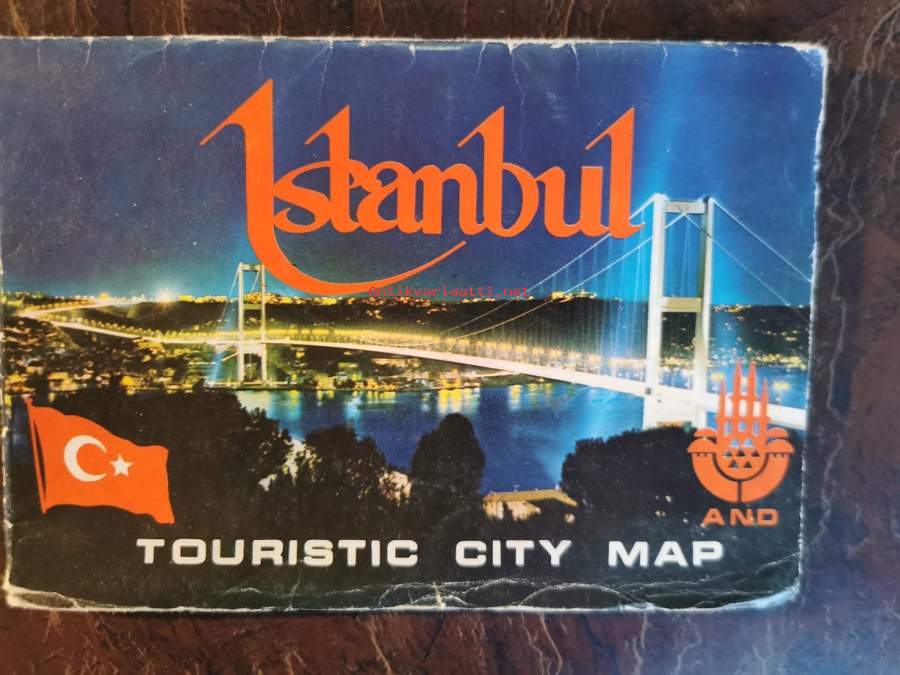 Istanbul
Antikvariaatti.net
AND
TOURISTIC CITY MAP